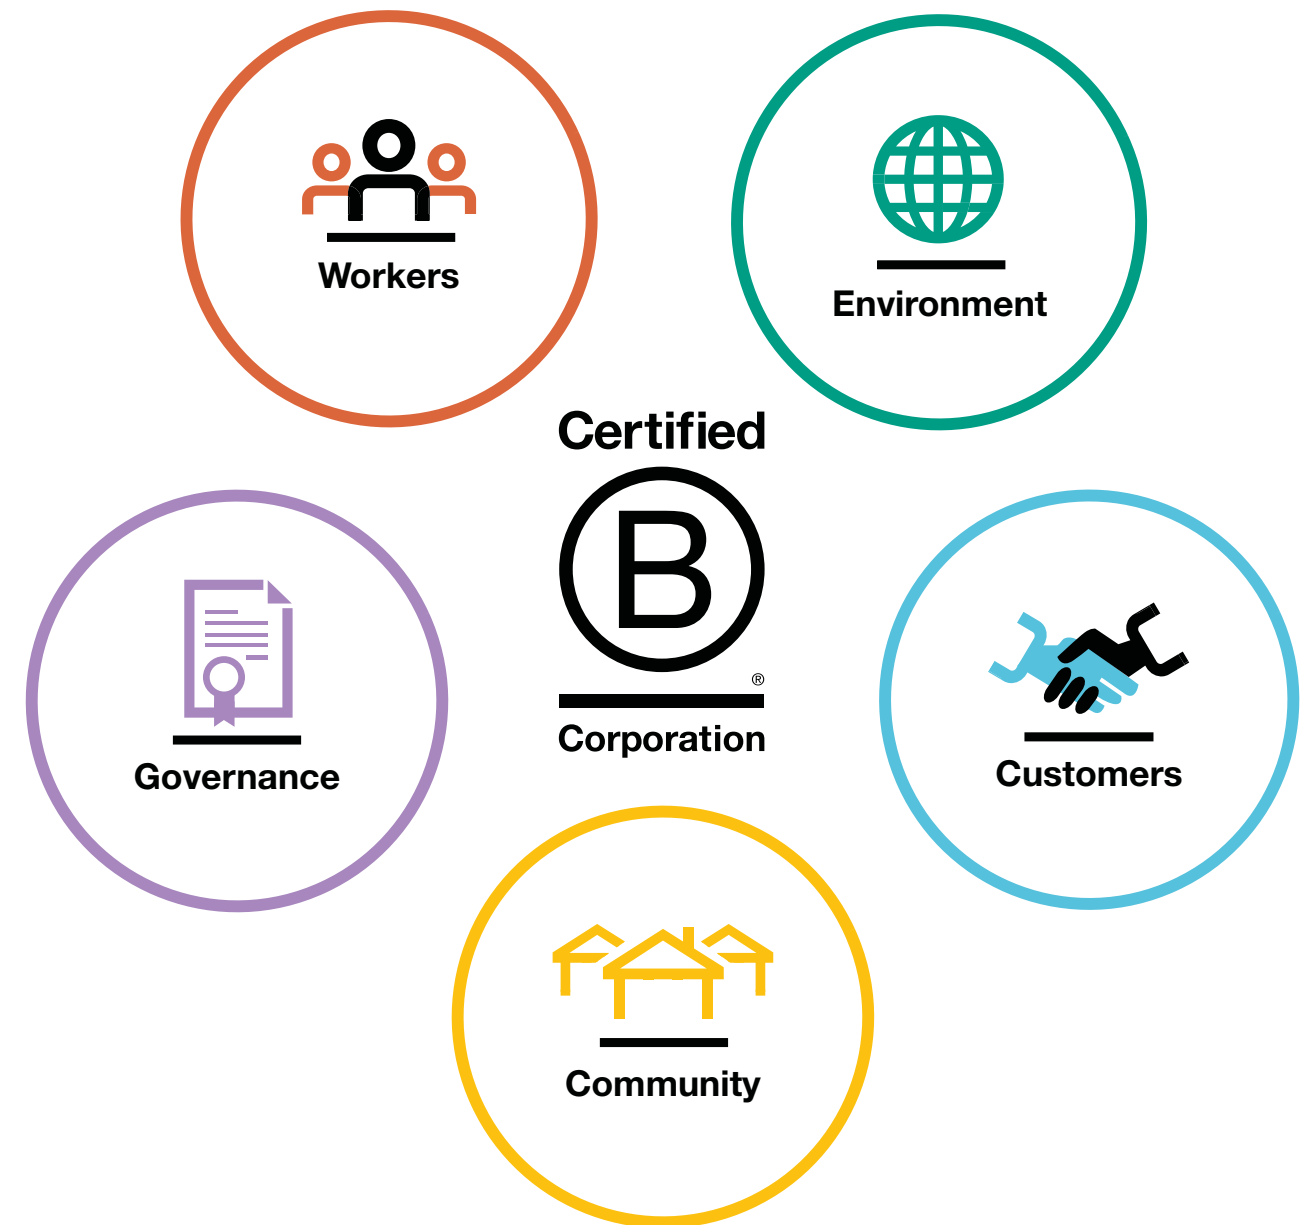 Workers
Environment
Certified
B
®
Corporation
Governance
Customers
Community